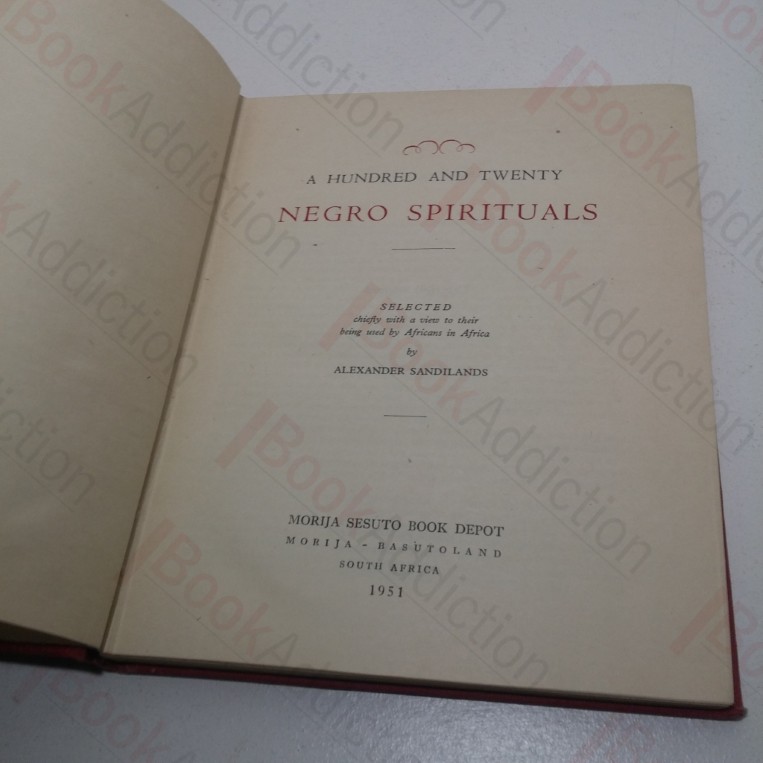 A HUNDRED AND TWENTY
NEGRO SPIRITUALS
SELECTED
chiefly with a view to their
being used by Africans in Africa
by
ALEXANDER SANDILANDS
MORIJA SESUTO BOOK DEPOT
MORIJA - BASUTOLAND
SOUTH AFRICA
1951
BookAddiction